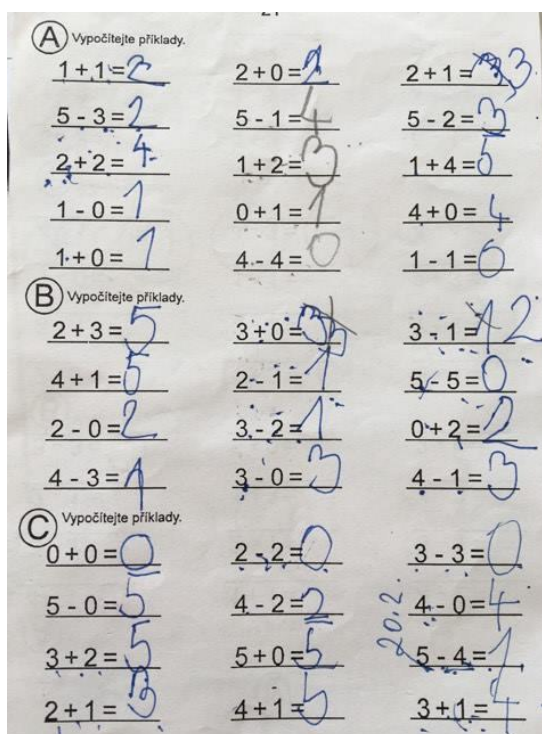 A Vypočítejte příklady.
1 + 1 = 2 2 + 0 = 2 2 + 1 = 3
5 - 3 = 2 5 - 1 = 4 5 - 2 = 3
2 + 2 = 4 1 + 2 = 3 1 + 4 = 5
1 - 0 = 1 0 + 1 = 1 4 + 0 = 4
1 + 0 = 1 4 - 4 = 0 1 - 1 = 0
B Vypočítejte příklady.
2 + 3 = 5 3 + 0 = 3 3 - 1 = 2
4 + 1 = 5 2 - 1 = 1 5 - 5 = 0
2 - 0 = 2 3 - 2 = 1 0 + 2 = 2
4 - 3 = 1 3 - 0 = 3 4 - 1 = 3
C Vypočítejte příklady.
0 + 0 = 0 2 - 2 = 0 3 - 3 = 0
5 - 0 = 5 4 - 2 = 2 4 - 0 = 4
20.2.
3 + 2 = 5 5 + 0 = 5 5 - 4 = 1
2 + 1 = 3 4 + 1 = 5 3 + 1 = 4